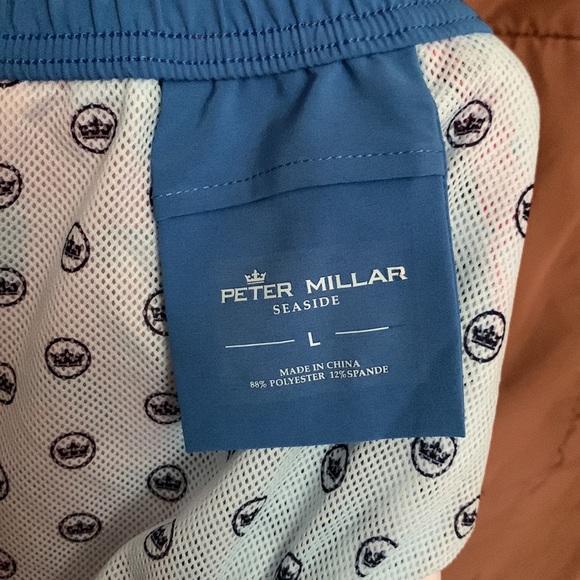 PETER MILLAR
SEASIDE
L
MADE IN CHINA
88% POLYESTER 12%SPANDE